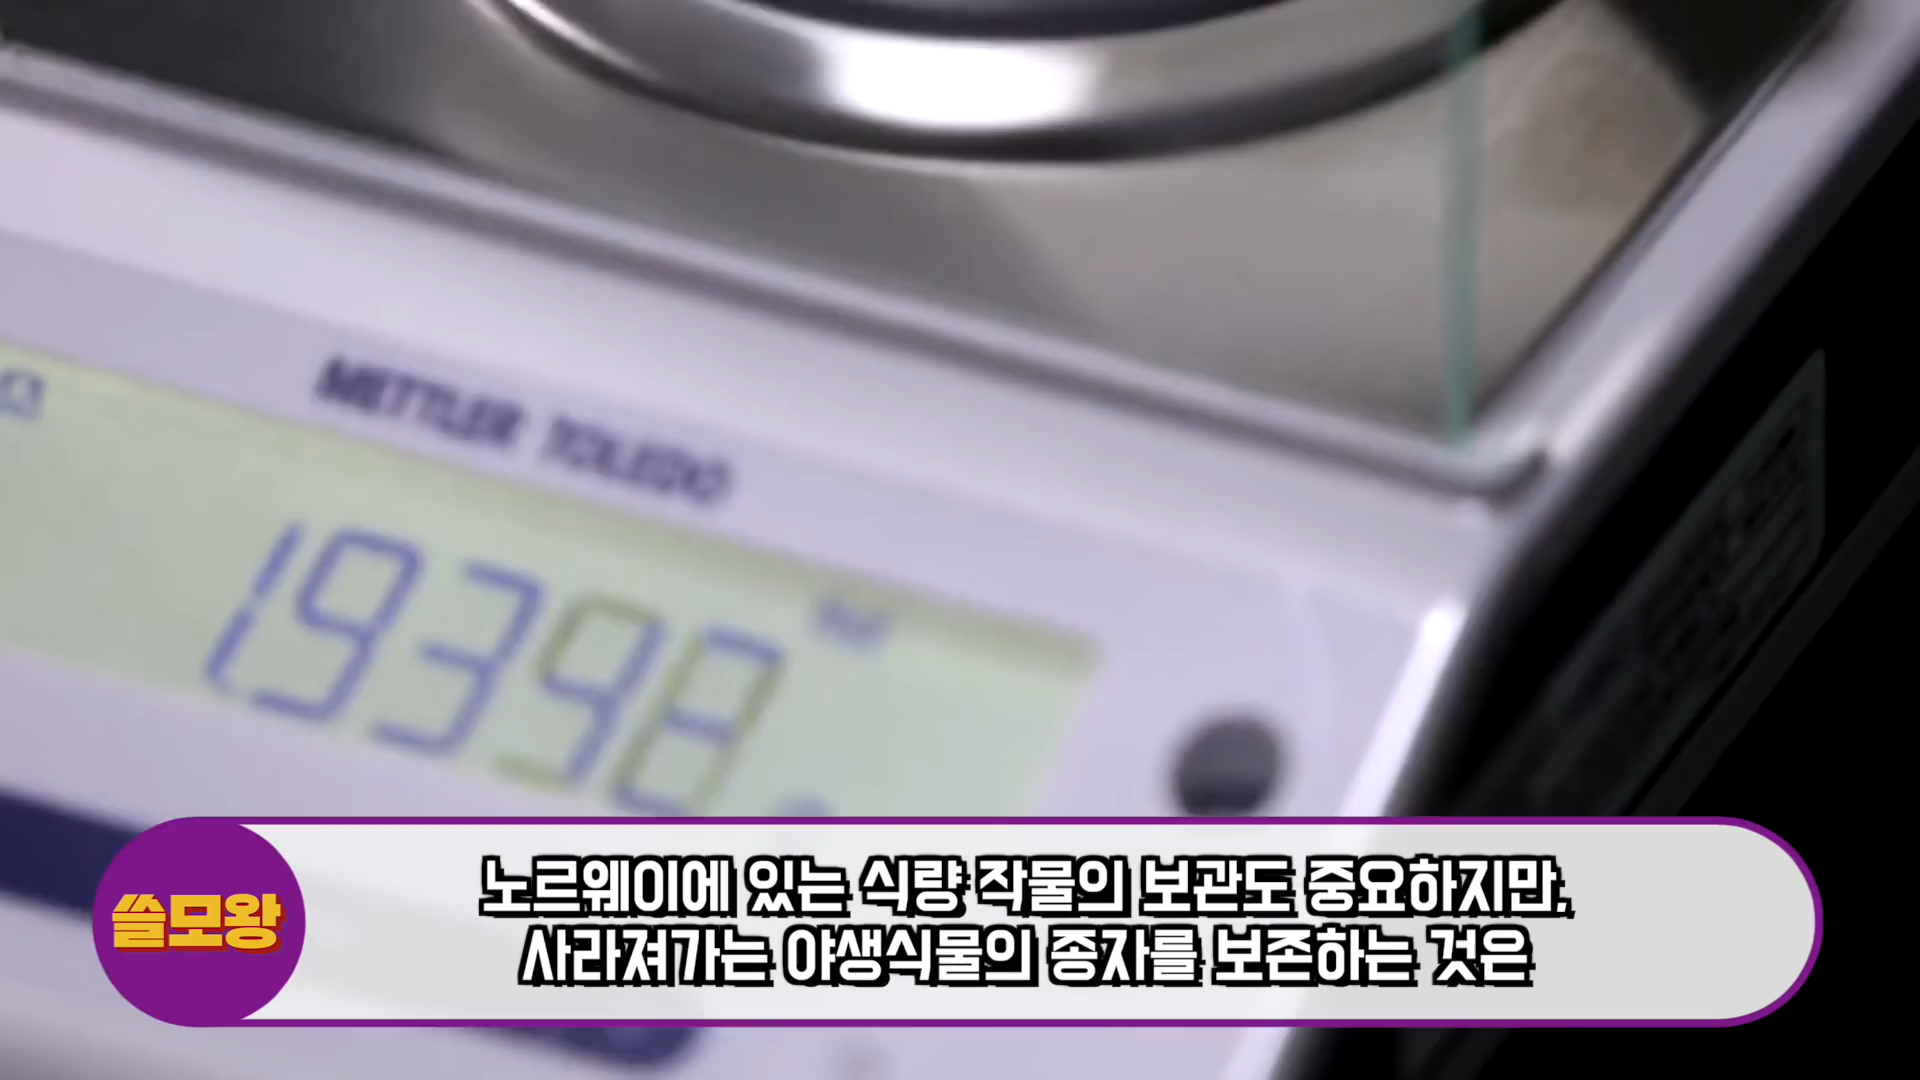 METTLER TOLEDO
쓸모왕
노르웨이에 있는 식량 작물의 보관도 중요하지만,
사라져가는 야생식물의 종자를 보존하는 것은